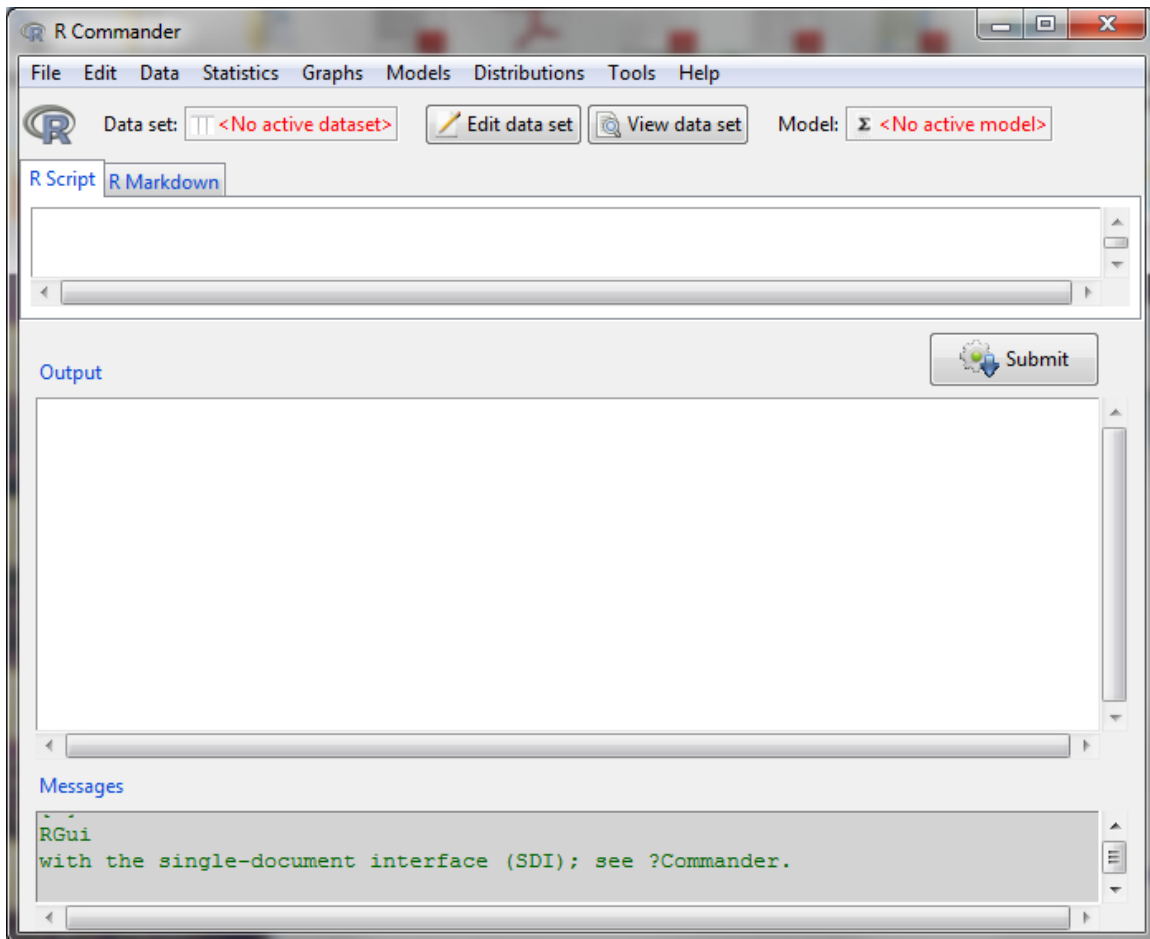 R Commander
File Edit Data Statistics Graphs Models Distributions Tools Help
R Data set: <No active dataset> Edit data set View data set Model: Σ <No active model>
R Script R Markdown
Submit
Output
Messages
RGui
with the single-document interface (SDI); see ?Commander.